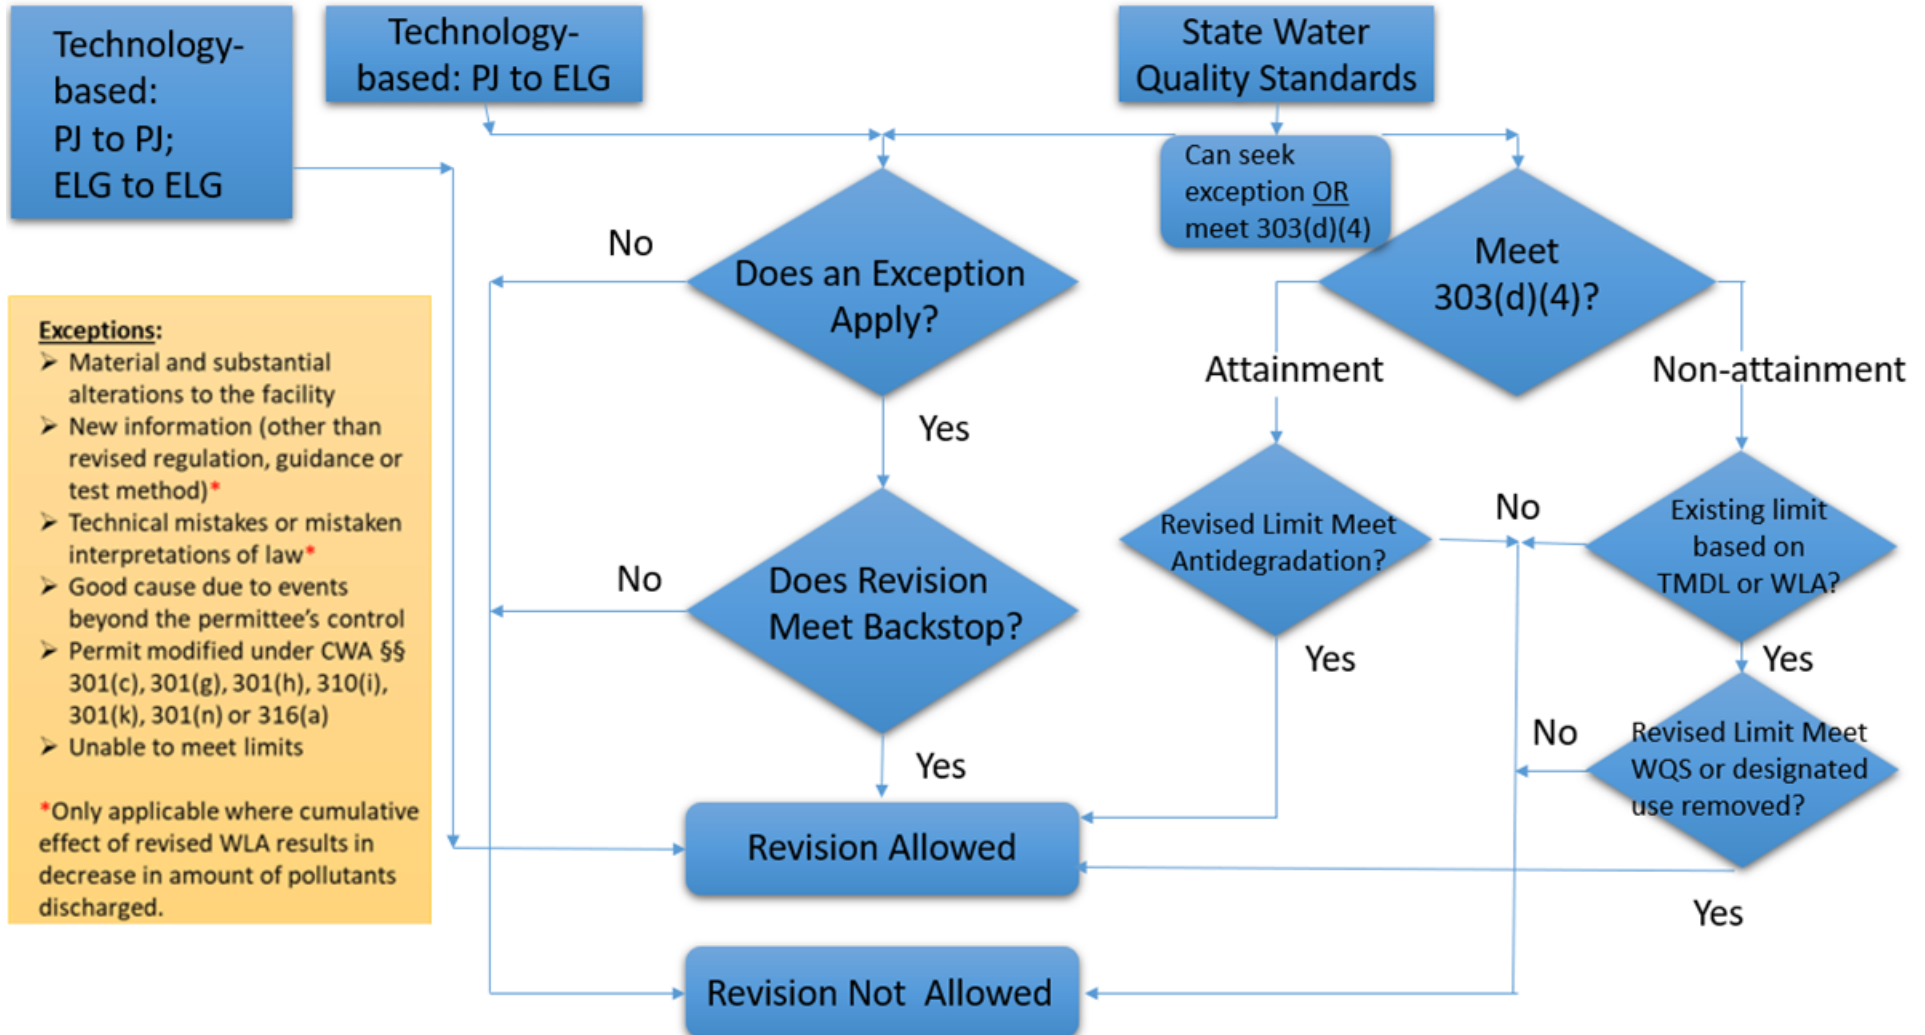 Technology-
based:
PJ to PJ;
ELG to ELG
Technology-
based: PJ to ELG
State Water
Quality Standards
Can seek
exception OR
meet 303(d)(4)
No
Does an Exception
Apply?
Meet
303(d)(4)?
Exceptions:
➢ Material and substantial
alterations to the facility
➢ New information (other than
revised regulation, guidance or
test method)*
➢ Technical mistakes or mistaken
interpretations of law*
➢ Good cause due to events
beyond the permittee's control
➢ Permit modified under CWA §§
301(c), 301(g), 301(h), 310(i),
301(k), 301(n) or 316(a)
➢ Unable to meet limits
*Only applicable where cumulative
effect of revised WLA results in
decrease in amount of pollutants
discharged.
Attainment
Non-attainment
Yes
No
Does Revision
Meet Backstop?
Revised Limit Meet
Antidegradation?
No
Existing limit
based on
TMDL or WLA?
Yes
Yes
No
Revised Limit Meet
WQS or designated
use removed?
Yes
Revision Allowed
Yes
Revision Not Allowed